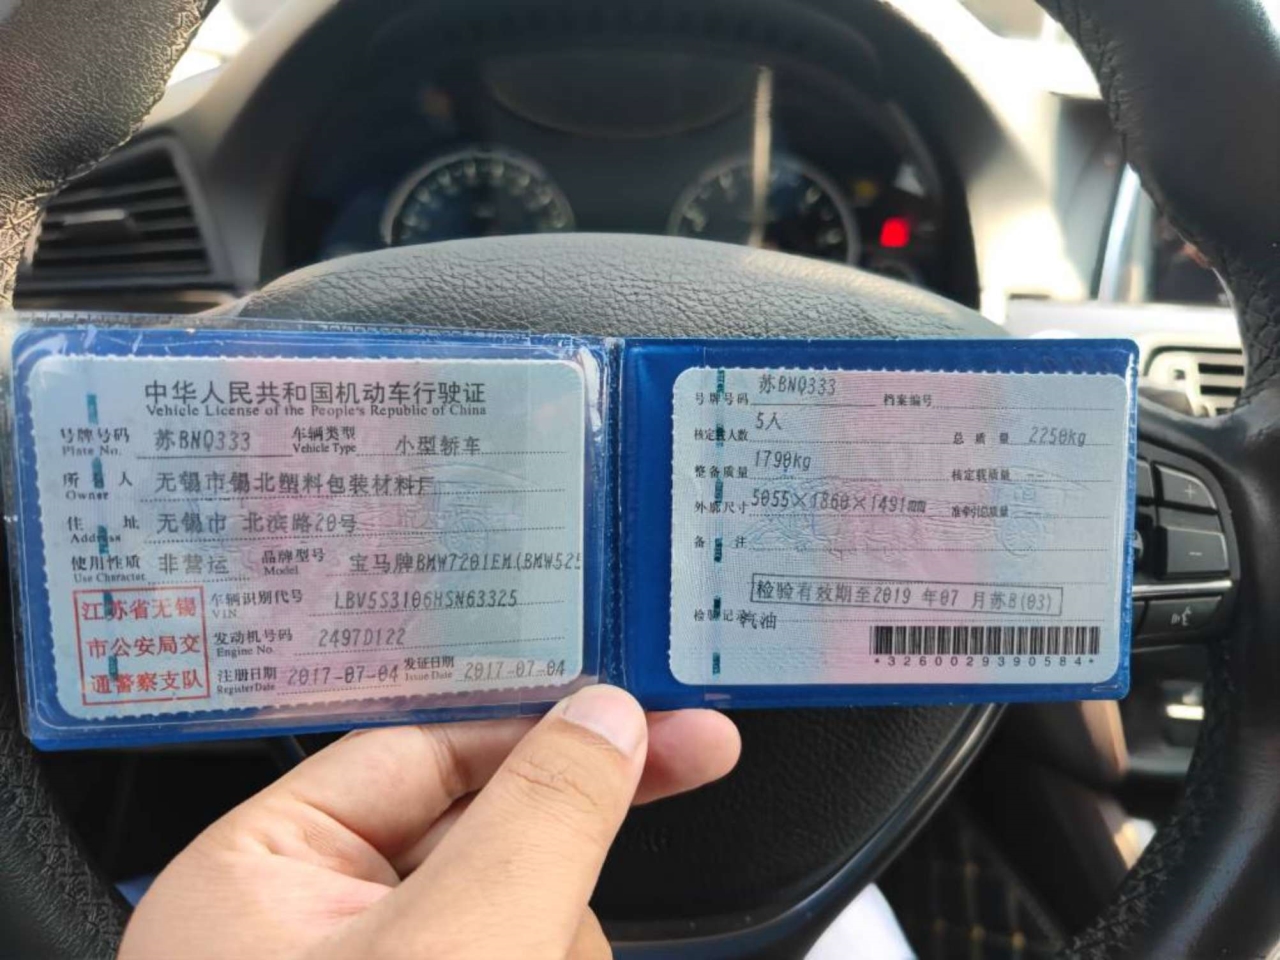 中华人民共和国机动车行驶证
Vehicle License of the People's Republic of China
号牌号码 苏BNQ333 车辆类型 小型轿车
Plate No. Vehicle Type
所有人 无锡市锡北塑料包装材料厂
Owner
住址 无锡市 北滨路20号
Address
使用性质 非营运 品牌型号 宝马牌BMW7201EM(BMW525
Use Character Model
江苏省无锡
市公安局交
通警察支队
车辆识别代号 LBV5S3106HSN63325
VIN
发动机号码 2497D122
Engine No.
注册日期 2017-07-04 发证日期 2017-07-04
Register Date Issue Date
号牌号码 苏BNQ333 档案编号
核定载人数 5人 总质量 2250kg
整备质量 1790kg 核定载质量 --
外廓尺寸 5055×1860×1491mm 准牵引总质量
备注
检验有效期至2019 年07 月苏B(03)
检验记录 汽油
*3260029390584*